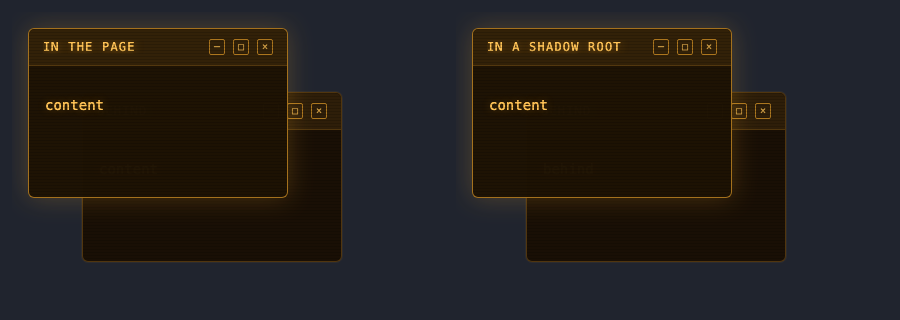 IN THE PAGE
IN A SHADOW ROOT
content
content